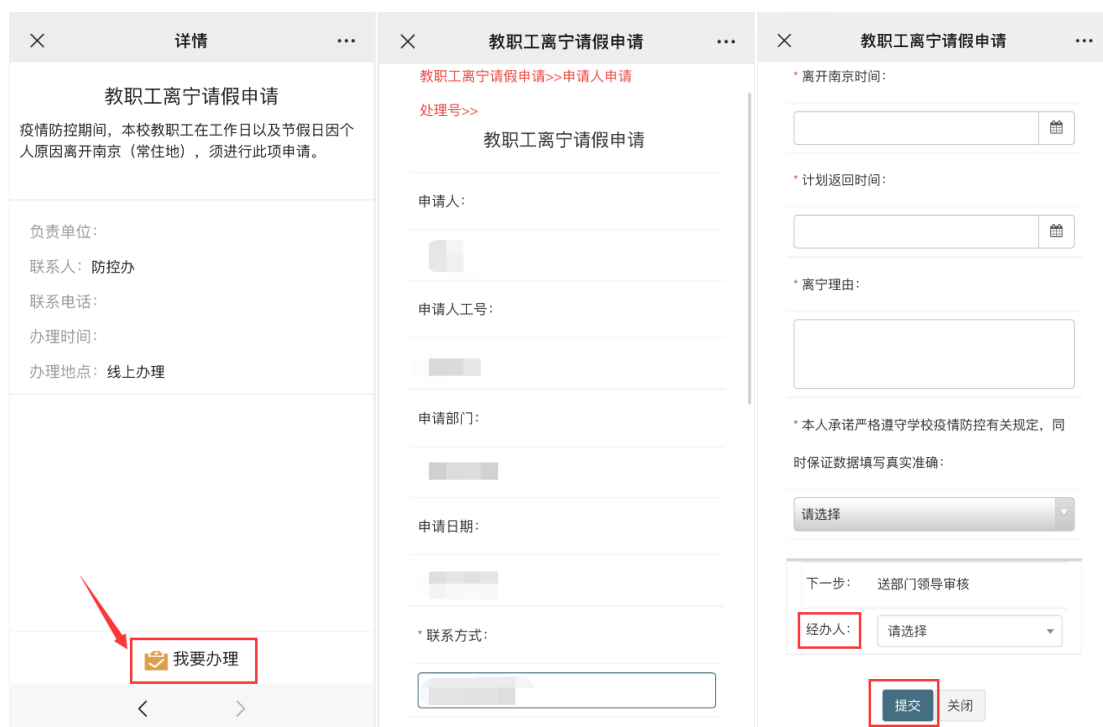 详情
教职工离宁请假申请
疫情防控期间，本校教职工在工作日以及节假日因个
人原因离开南京（常住地），须进行此项申请。
负责单位：
联系人：防控办
联系电话：
办理时间：
办理地点：线上办理
我要办理
教职工离宁请假申请
教职工离宁请假申请>>申请人申请
处理号>>
教职工离宁请假申请
申请人：
申请人工号：
申请部门：
申请日期：
* 联系方式：
教职工离宁请假申请
* 离开南京时间：
* 计划返回时间：
* 离宁理由：
* 本人承诺严格遵守学校疫情防控有关规定，同
时保证数据填写真实准确：
请选择
下一步： 送部门领导审核
经办人： 请选择
提交 关闭